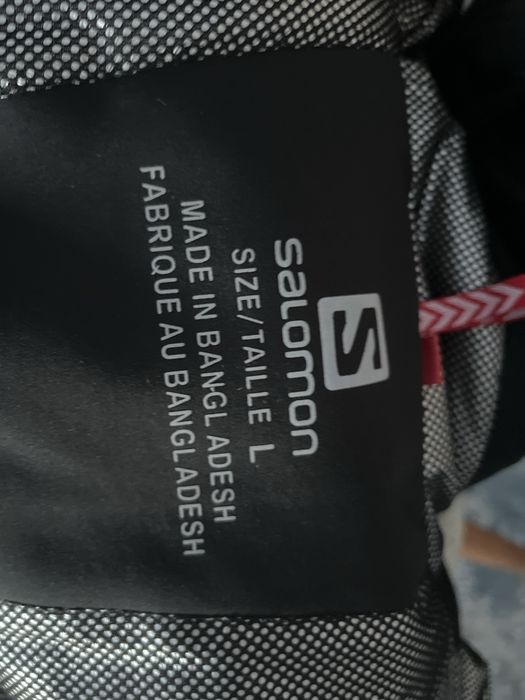 S
salomon
SIZE/TAILLE L
MADE IN BANGLADESH
FABRIQUE AU BANGLADESH